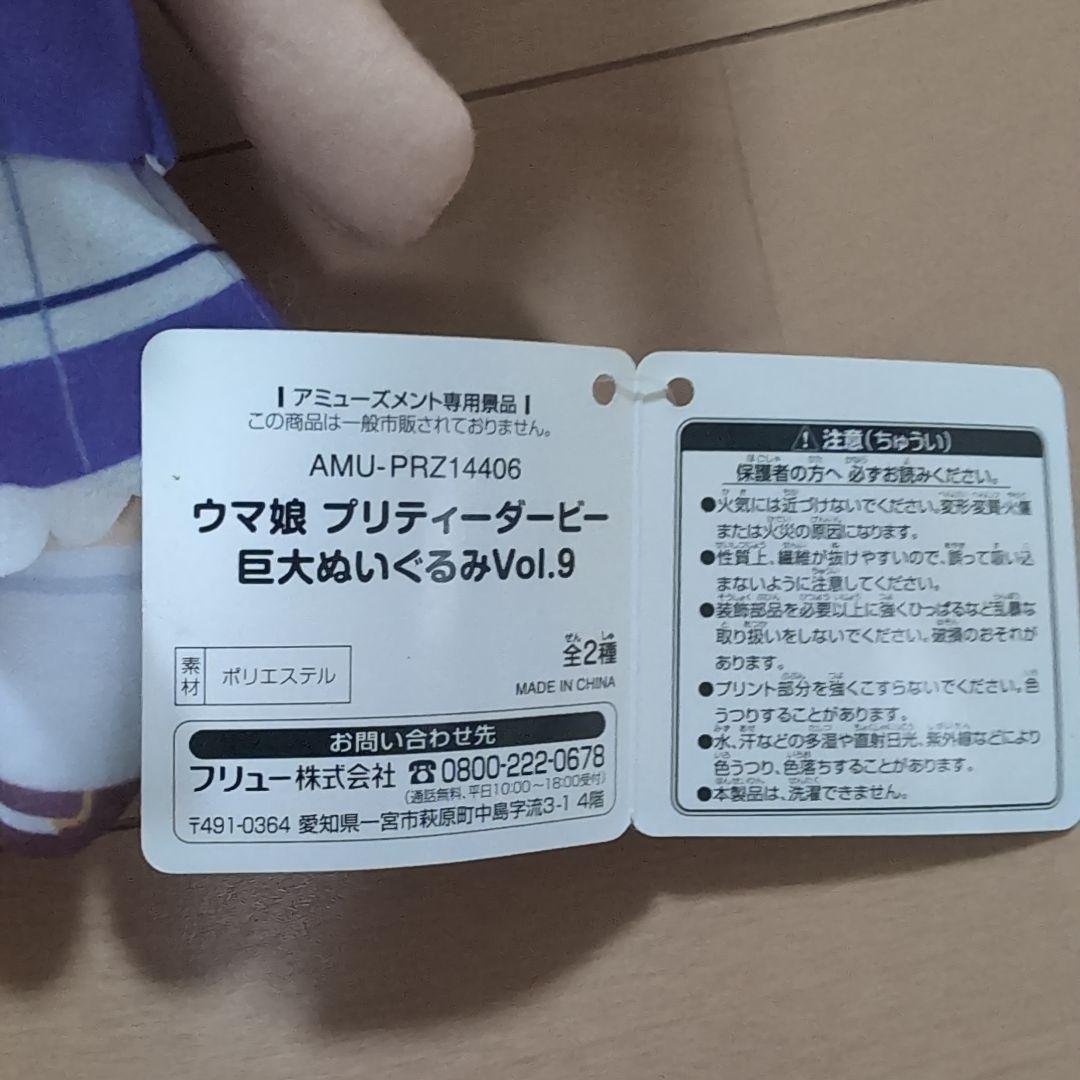 アミューズメント専用景品
この商品は一般市販されておりません。
AMU-PRZ14406
ウマ娘 プリティーダービー
巨大ぬいぐるみVol.9
素材
ポリエステル
全2種
MADE IN CHINA
お問い合わせ先
フリュー株式会社 ☎0800-222-0678
(通話無料、平日10:00〜18:00受付)
〒491-0364 愛知県一宮市萩原町中島字流3-1 4階
注意(ちゅうい)
保護者の方へ 必ずお読みください。
●火気には近づけないでください。変形・変質・火傷
または火災の原因になります。
●性質上、繊維が抜けやすいので、誤って吸い込
まないように注意してください。
●装飾部品を必要以上に強くひっぱるなど乱暴な
取り扱いをしないでください。破損のおそれが
あります。
●プリント部分を強くこすらないでください。色
うつりすることがあります。
●水、汗などの多湿や直射日光、紫外線などにより
色うつり、色落ちすることがあります。
●本製品は、洗濯できません。